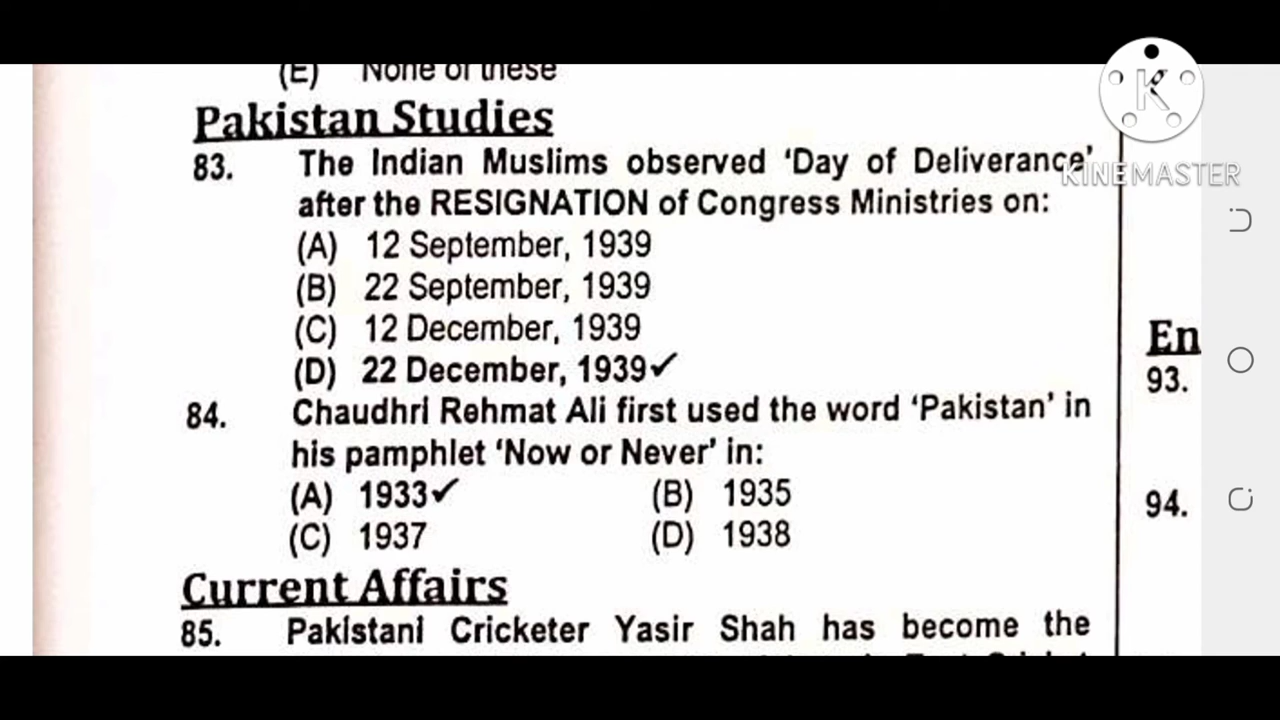 (E) None of these
Pakistan Studies
83. The Indian Muslims observed ‘Day of Deliverance’
after the RESIGNATION of Congress Ministries on:
(A) 12 September, 1939
(B) 22 September, 1939
(C) 12 December, 1939
(D) 22 December, 1939✓
84. Chaudhri Rehmat Ali first used the word ‘Pakistan’ in
his pamphlet ‘Now or Never’ in:
(A) 1933✓ (B) 1935
(C) 1937 (D) 1938
Current Affairs
85. Pakistani Cricketer Yasir Shah has become the
En
93.
94.
K
KINEMASTER